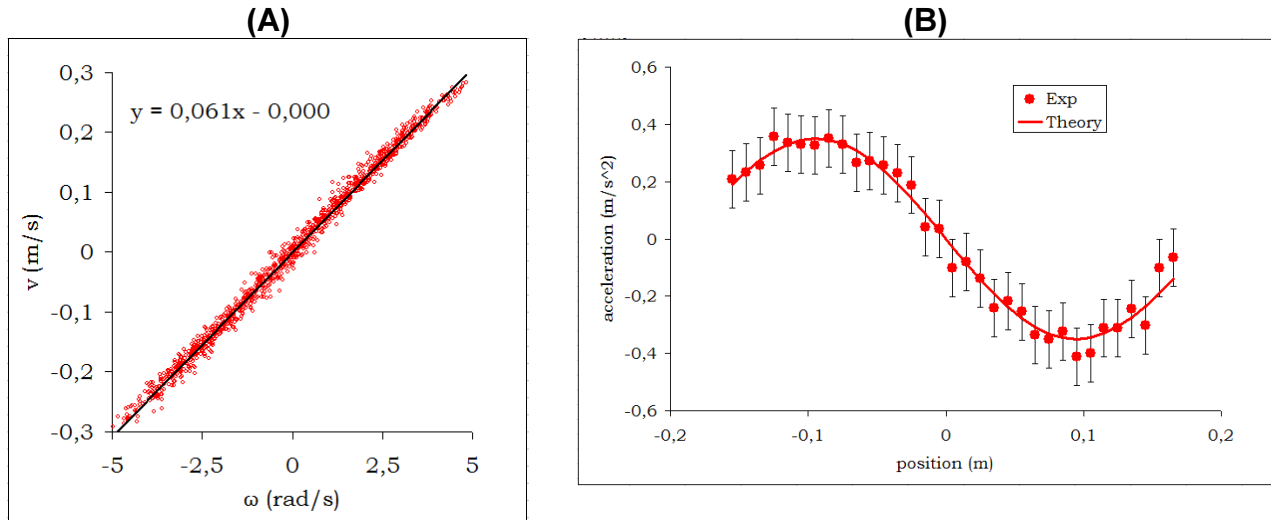 (A)
0,3
0,2
0,1
0
-0,1
-0,2
-0,3
y = 0,061x - 0,000
v (m/s)
-5
-2,5
0
2,5
5
ω (rad/s)
(B)
0,6
0,4
0,2
0
-0,2
-0,4
-0,6
Exp
Theory
acceleration (m/s^2)
-0,2
-0,1
0
0,1
0,2
position (m)